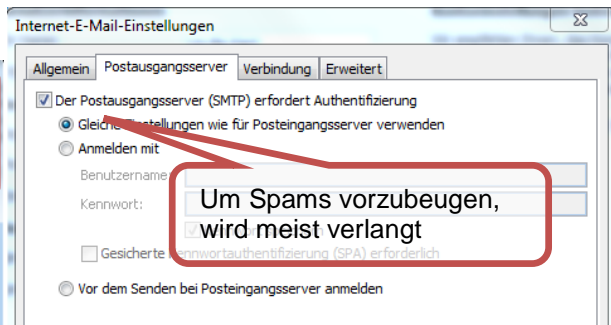 Internet-E-Mail-Einstellungen
Allgemein Postausgangsserver Verbindung Erweitert
Der Postausgangsserver (SMTP) erfordert Authentifizierung
Gleiche Einstellungen wie für Posteingangsserver verwenden
Anmelden mit
Benutzername:
Kennwort:
Um Spams vorzubeugen,
wird meist verlangt
Gesicherte Kennwortauthentifizierung (SPA) erforderlich
Vor dem Senden bei Posteingangsserver anmelden